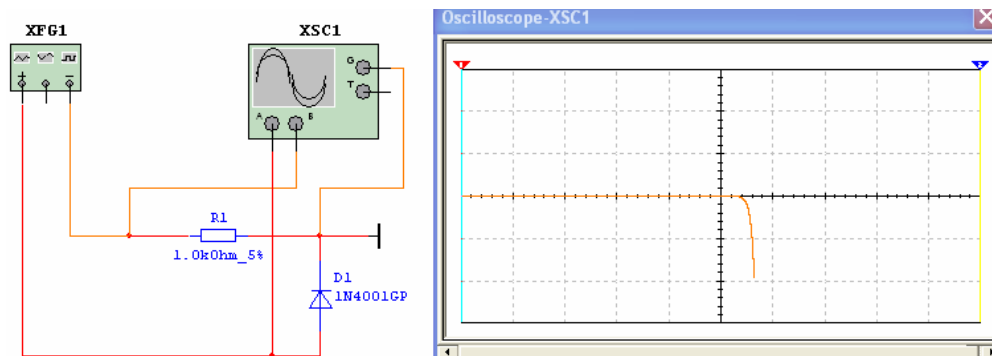 XFG1
XSC1
G
T
A
B
R1
1.0kOhm_5%
D1
1N4001GP
Oscilloscope-XSC1